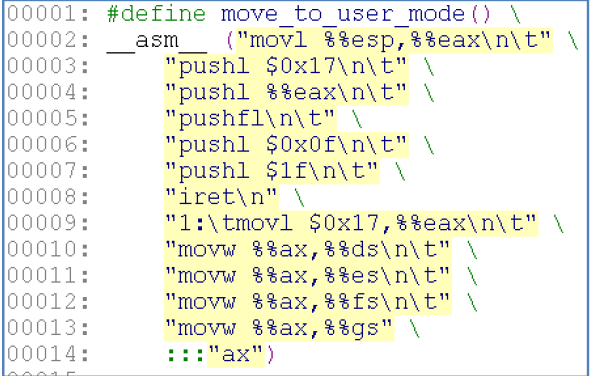 00001: #define move_to_user_mode() \
00002: __asm__ ("movl %%esp,%%eax\n\t" \
00003:     "pushl $0x17\n\t" \
00004:     "pushl %%eax\n\t" \
00005:     "pushfl\n\t" \
00006:     "pushl $0x0f\n\t" \
00007:     "pushl $1f\n\t" \
00008:     "iret\n" \
00009:     "1:\tmovl $0x17,%%eax\n\t" \
00010:     "movw %%ax,%%ds\n\t" \
00011:     "movw %%ax,%%es\n\t" \
00012:     "movw %%ax,%%fs\n\t" \
00013:     "movw %%ax,%%gs" \
00014:     :::"ax")